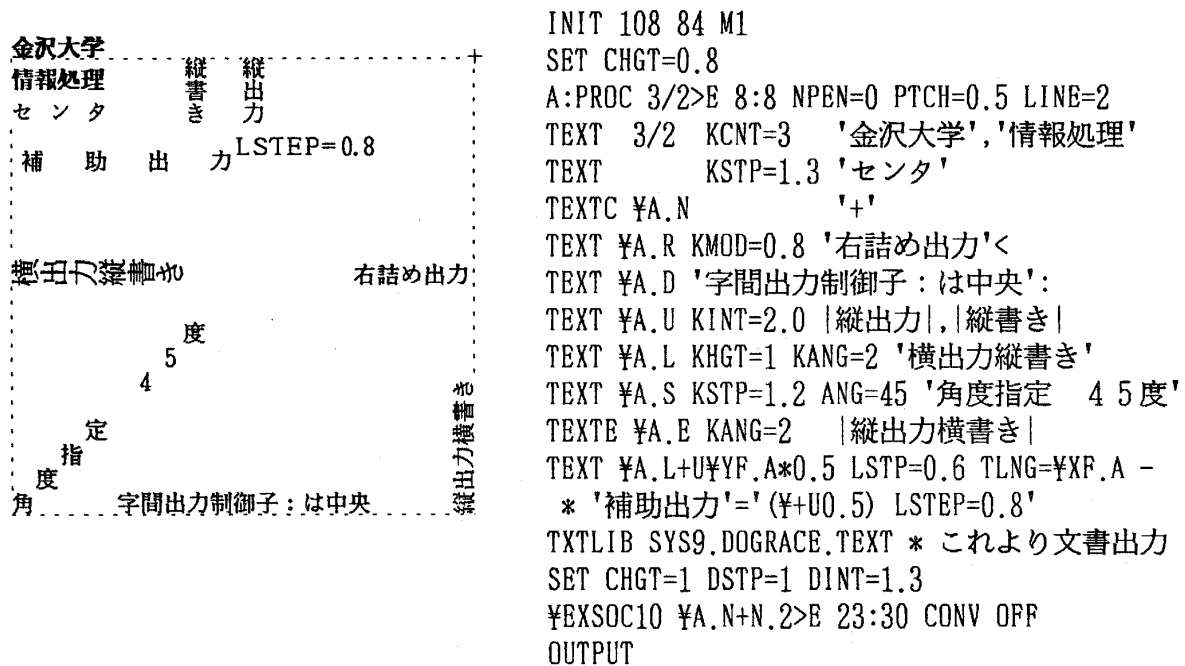 金沢大学
情報処理
センタ
縦書き
縦出力
補助出力LSTEP=0.8
+
横出力縦書き
右詰め出力
角度指定 45度
字間出力制御子：は中央
縦出力横書き
INIT 108 84 M1
SET CHGT=0.8
A:PROC 3/2>E 8:8 NPEN=0 PTCH=0.5 LINE=2
TEXT 3/2 KCNT=3 '金沢大学','情報処理'
TEXT KSTP=1.3 'センタ'
TEXTC ¥A.N '+'
TEXT ¥A.R KMOD=0.8 '右詰め出力'<
TEXT ¥A.D '字間出力制御子：は中央':
TEXT ¥A.U KINT=2.0 |縦出力|,|縦書き|
TEXT ¥A.L KHGT=1 KANG=2 '横出力縦書き'
TEXT ¥A.S KSTP=1.2 ANG=45 '角度指定　４５度'
TEXTE ¥A.E KANG=2 |縦出力横書き|
TEXT ¥A.L+U¥YF.A*0.5 LSTP=0.6 TLNG=¥XF.A -
* '補助出力'='(¥+U0.5) LSTEP=0.8'
TXTLIB SYS9.DOGRACE.TEXT * これより文書出力
SET CHGT=1 DSTP=1 DINT=1.3
¥EXSOC10 ¥A.N+N.2>E 23:30 CONV OFF
OUTPUT